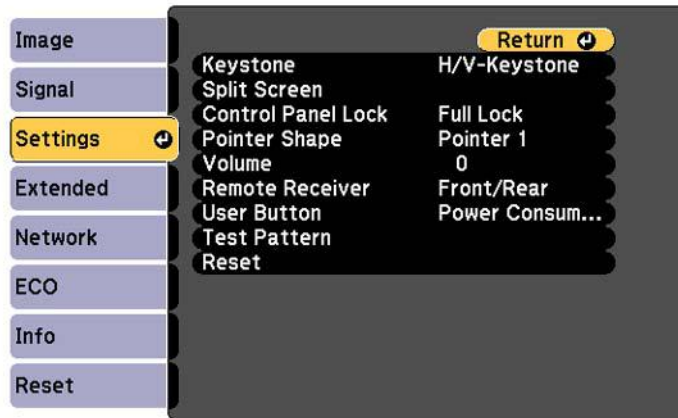 Image
Signal
Settings
Extended
Network
ECO
Info
Reset
Return
Keystone H/V-Keystone
Split Screen
Control Panel Lock Full Lock
Pointer Shape Pointer 1
Volume 0
Remote Receiver Front/Rear
User Button Power Consum...
Test Pattern
Reset